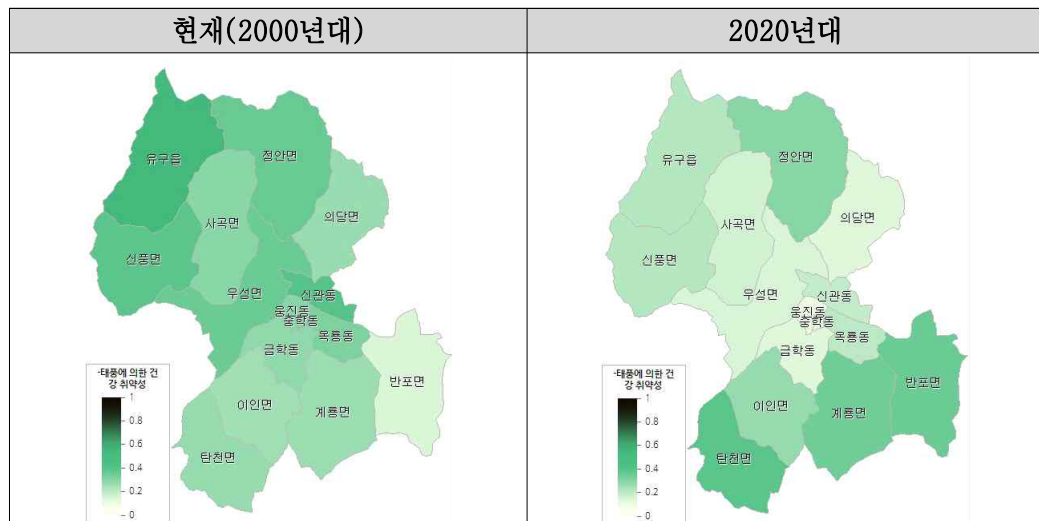 현재(2000년대)
2020년대
유구읍
정안면
사곡면
의당면
신풍면
우성면
신관동
웅진동
중학동
옥룡동
금학동
반포면
이인면
계룡면
탄천면
-태풍에 의한 건
강 취약성
1
0.8
0.6
0.4
0.2
0
유구읍
정안면
사곡면
의당면
신풍면
우성면
신관동
웅진동
중학동
옥룡동
금학동
반포면
이인면
계룡면
탄천면
-태풍에 의한 건
강 취약성
1
0.8
0.6
0.4
0.2
0